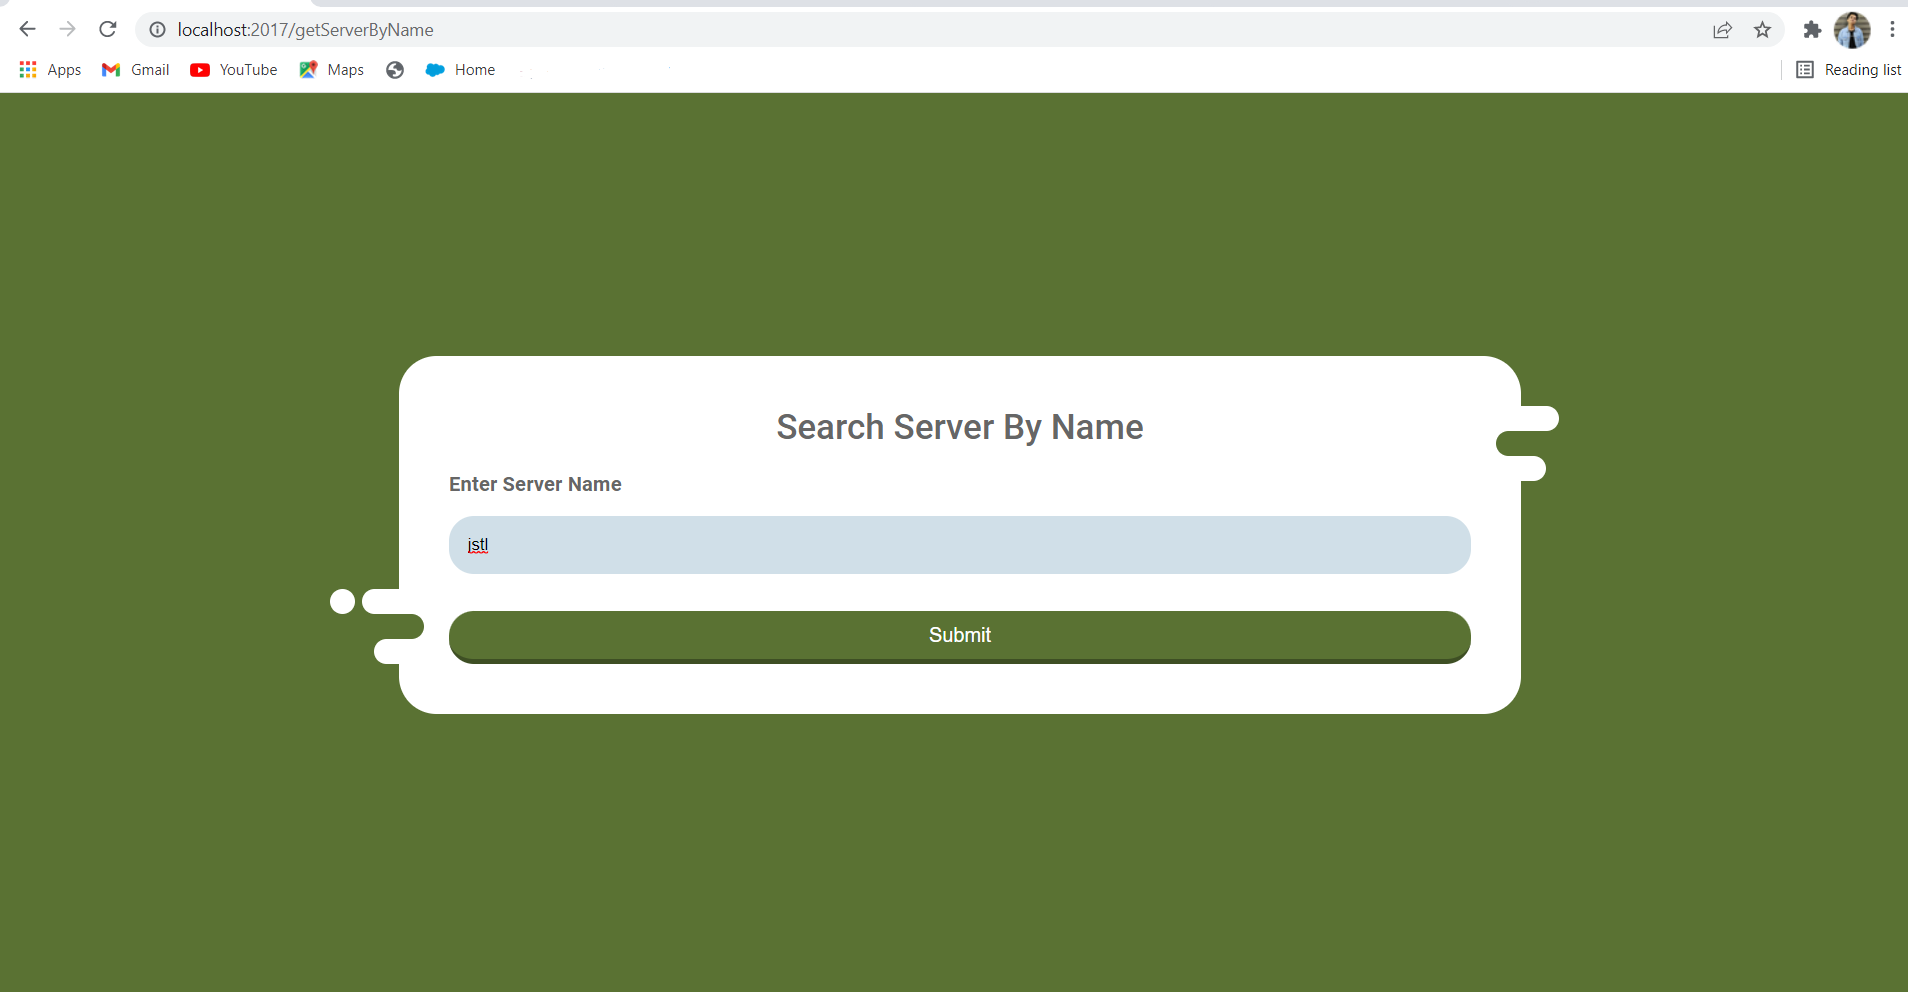 localhost:2017/getServerByName
Apps Gmail YouTube Maps Home Reading list
Search Server By Name
Enter Server Name
jstl
Submit